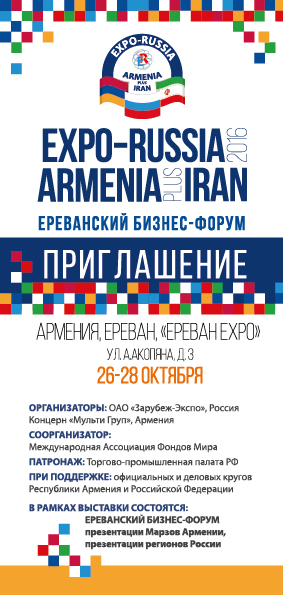 EXPO-RUSSIA
ARMENIA
PLUS
IRAN
EXPO-RUSSIA 2016
ARMENIA PLUS IRAN
ЕРЕВАНСКИЙ БИЗНЕС-ФОРУМ
ПРИГЛАШЕНИЕ
АРМЕНИЯ, ЕРЕВАН, «ЕРЕВАН EXPO»
УЛ. А.АКОПЯНА, Д. 3
26-28 ОКТЯБРЯ
ОРГАНИЗАТОРЫ: ОАО «Зарубеж-Экспо», Россия
Концерн «Мульти Груп», Армения
СООРГАНИЗАТОР:
Международная Ассоциация Фондов Мира
ПАТРОНАЖ: Торгово-промышленная палата РФ
ПРИ ПОДДЕРЖКЕ: официальных и деловых кругов
Республики Армения и Российской Федерации
В РАМКАХ ВЫСТАВКИ СОСТОЯТСЯ:
ЕРЕВАНСКИЙ БИЗНЕС-ФОРУМ
презентации Марзов Армении,
презентации регионов России